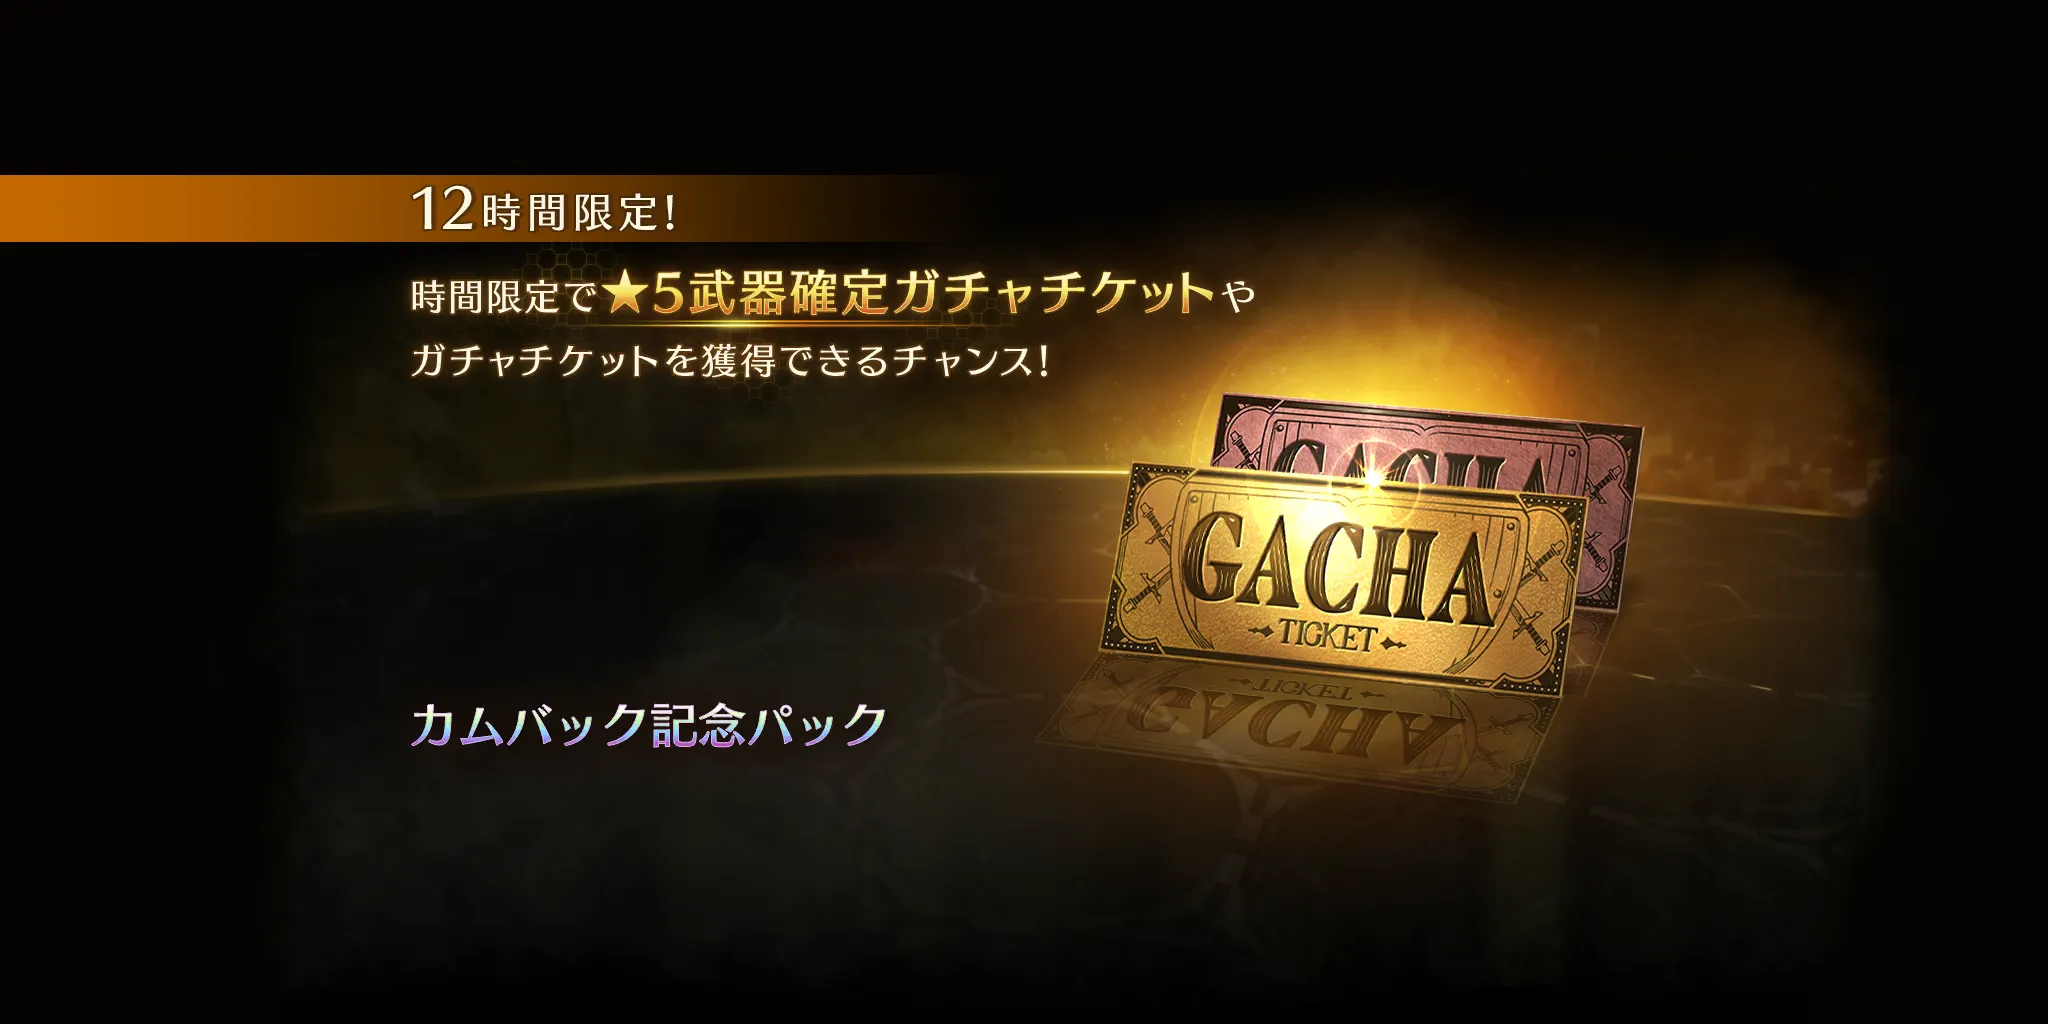 12時間限定!
時間限定で★5武器確定ガチャチケットや
ガチャチケットを獲得できるチャンス!
GACHA
GACHA
TICKET
カムバック記念パック